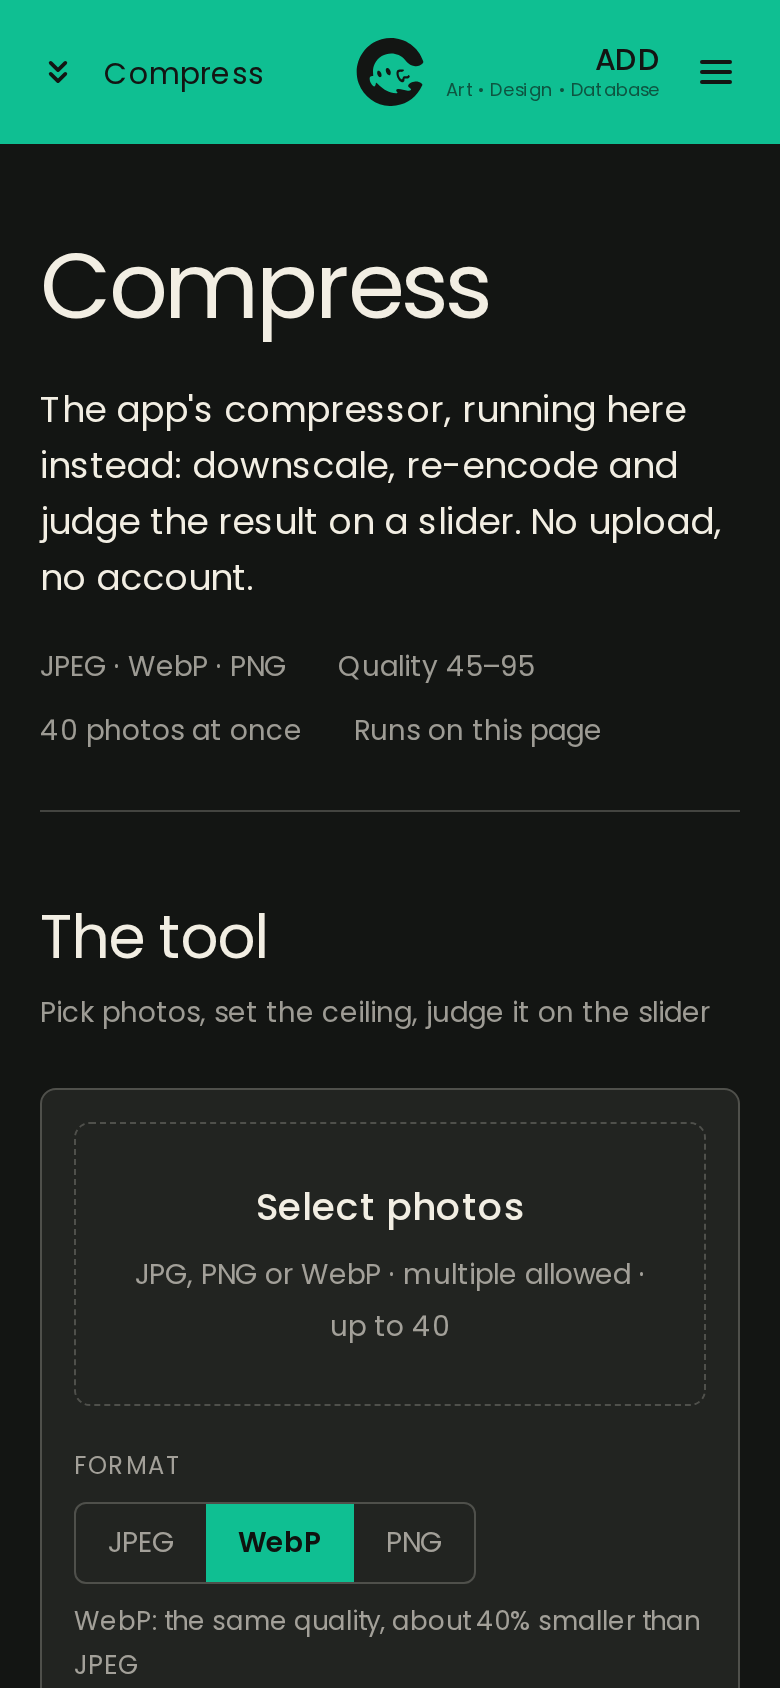 Compress
ADD
Art • Design • Database
Compress
The app's compressor, running here
instead: downscale, re-encode and
judge the result on a slider. No upload,
no account.
JPEG · WebP · PNG Quality 45–95
40 photos at once Runs on this page
The tool
Pick photos, set the ceiling, judge it on the slider
Select photos
JPG, PNG or WebP · multiple allowed ·
up to 40
FORMAT
JPEG WebP PNG
WebP: the same quality, about 40% smaller than
JPEG